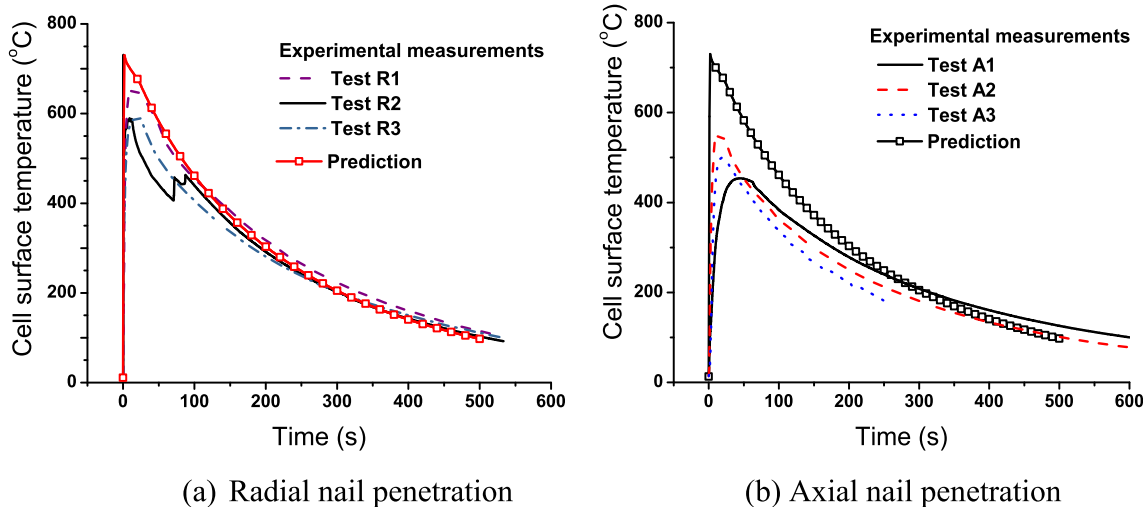 Cell surface temperature (°C)
800
600
400
200
0
Experimental measurements
Test R1
Test R2
Test R3
Prediction
0
100
200
300
400
500
600
Time (s)
(a) Radial nail penetration
Cell surface temperature (°C)
800
600
400
200
0
Experimental measurements
Test A1
Test A2
Test A3
Prediction
0
100
200
300
400
500
600
Time (s)
(b) Axial nail penetration